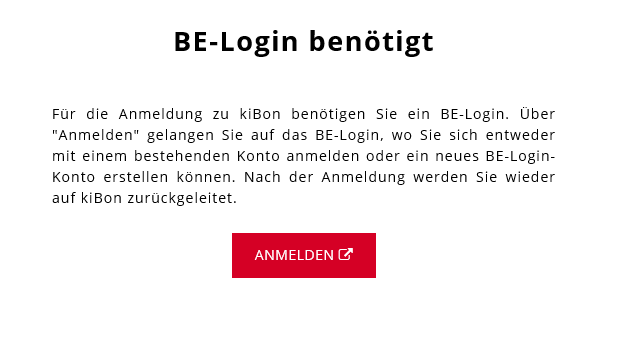 BE-Login benötigt
Für die Anmeldung zu kiBon benötigen Sie ein BE-Login. Über
"Anmelden" gelangen Sie auf das BE-Login, wo Sie sich entweder
mit einem bestehenden Konto anmelden oder ein neues BE-Login-
Konto erstellen können. Nach der Anmeldung werden Sie wieder
auf kiBon zurückgeleitet.
ANMELDEN